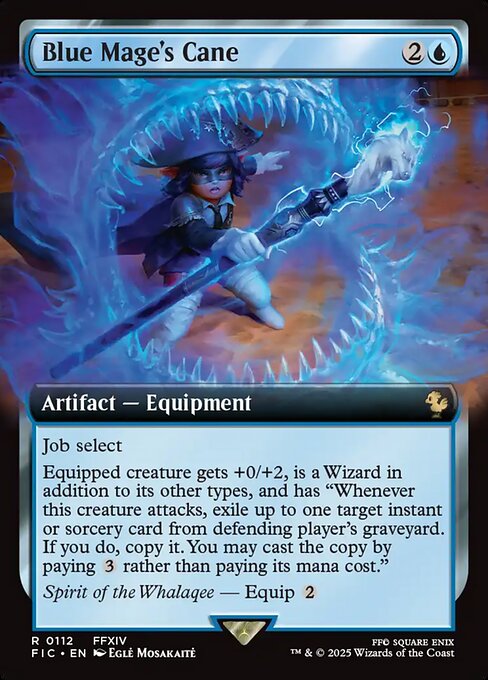 Blue Mage's Cane 2
Artifact — Equipment
Job select
Equipped creature gets +0/+2, is a Wizard in
addition to its other types, and has “Whenever
this creature attacks, exile up to one target instant
or sorcery card from defending player's graveyard.
If you do, copy it. You may cast the copy by
paying 3 rather than paying its mana cost.”
Spirit of the Whalaqee — Equip 2
R 0112 FFXIV
FIC • EN Eglė Mosakaitė
FF© SQUARE ENIX
™ & © 2025 Wizards of the Coast